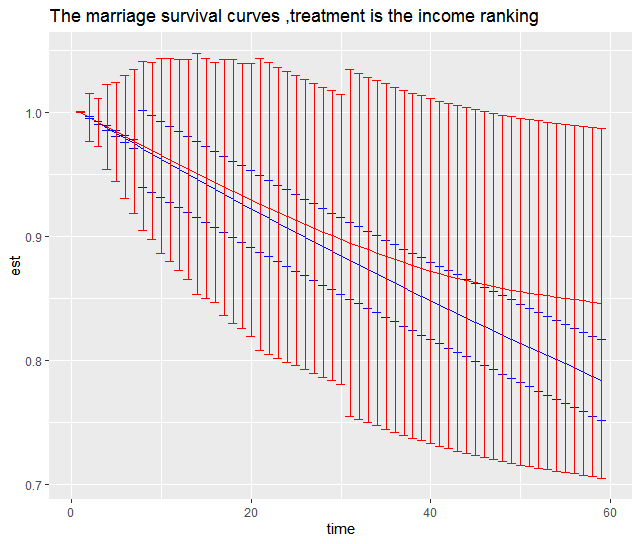 The marriage survival curves ,treatment is the income ranking
est
1.0
0.9
0.8
0.7
0
20
40
60
time